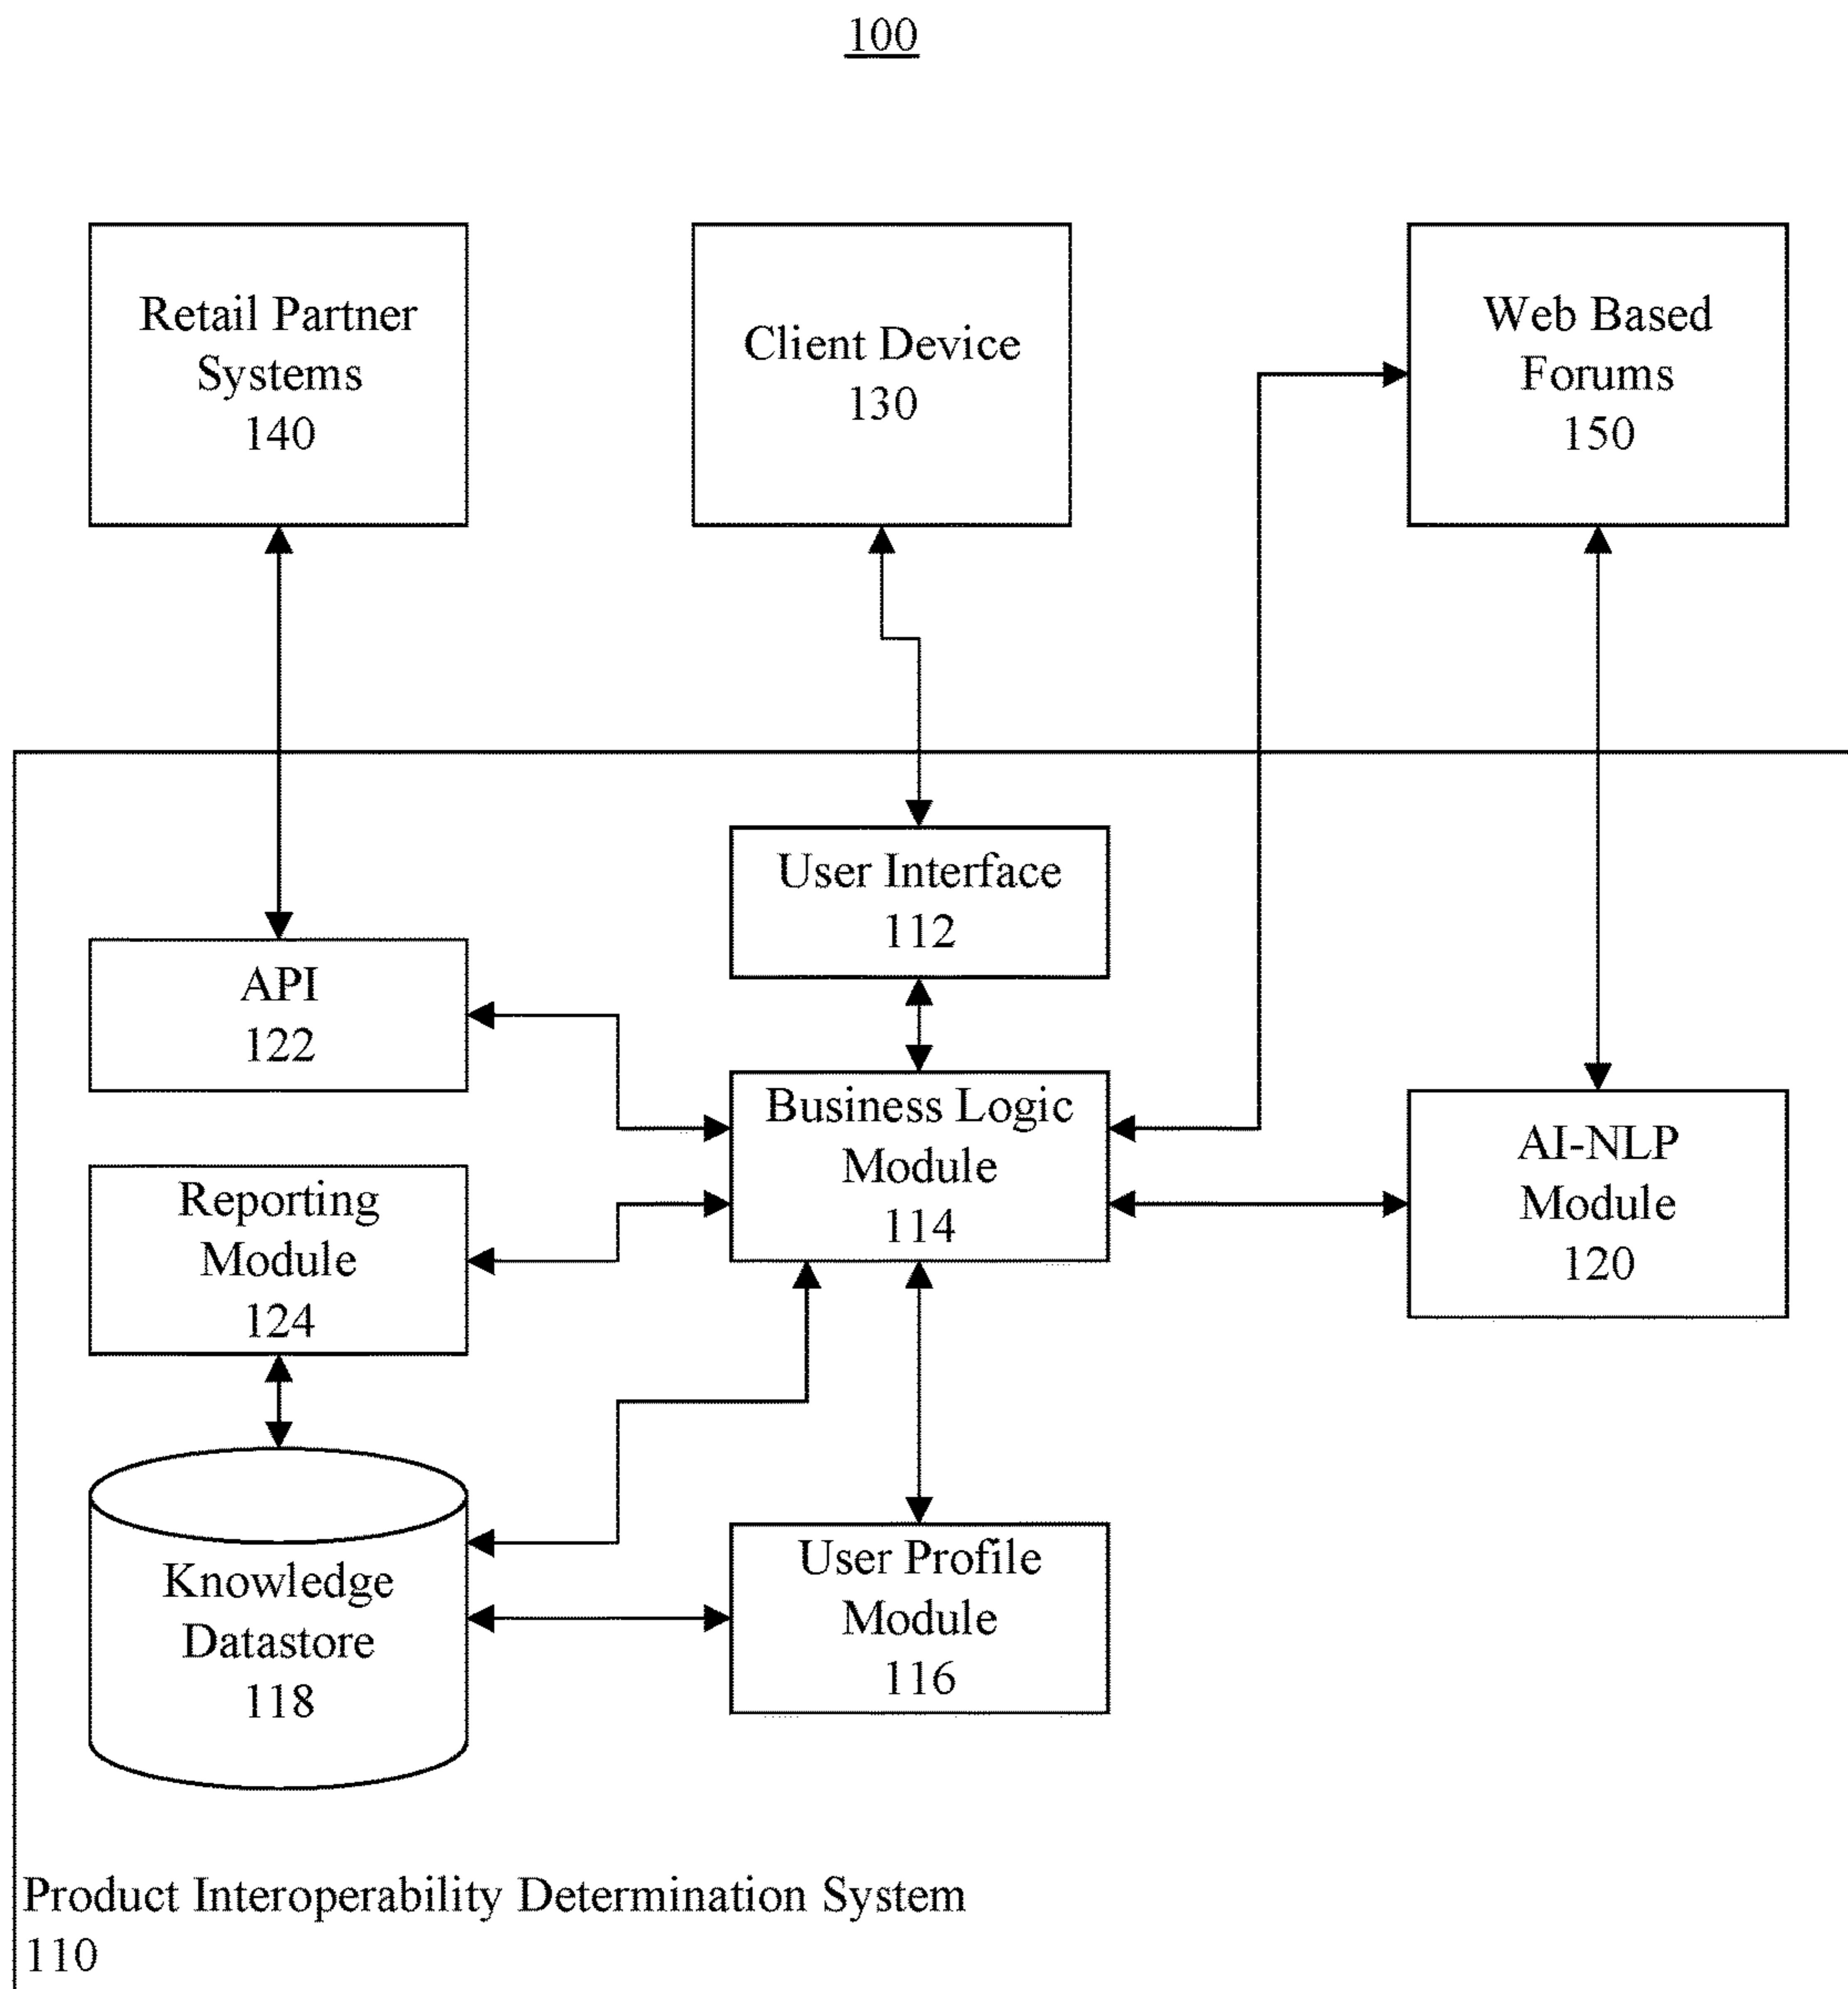 100
Retail Partner
Systems
140
Client Device
130
Web Based
Forums
150
User Interface
112
API
122
Business Logic
Module
114
AI-NLP
Module
120
Reporting
Module
124
Knowledge
Datastore
118
User Profile
Module
116
Product Interoperability Determination System
110